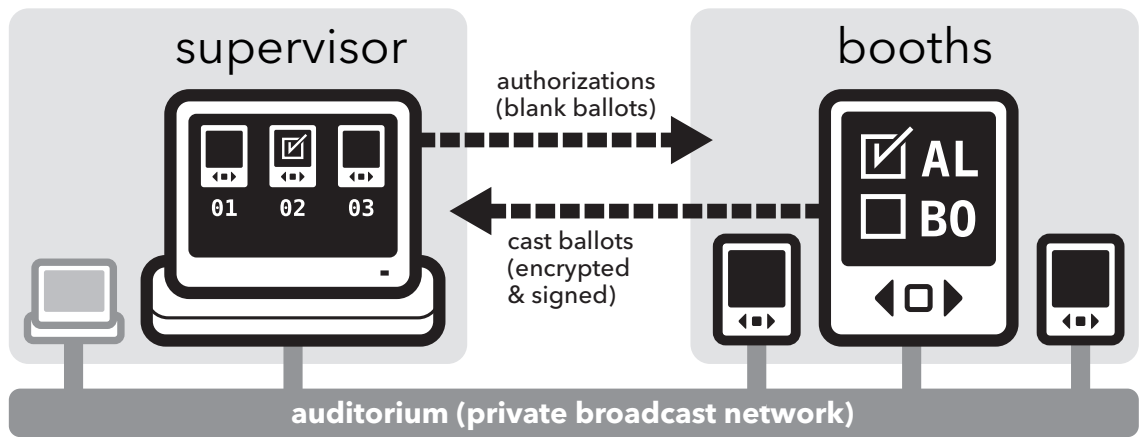 supervisor
booths
authorizations
(blank ballots)
01 02 03
AL
BO
cast ballots
(encrypted
& signed)
auditorium (private broadcast network)